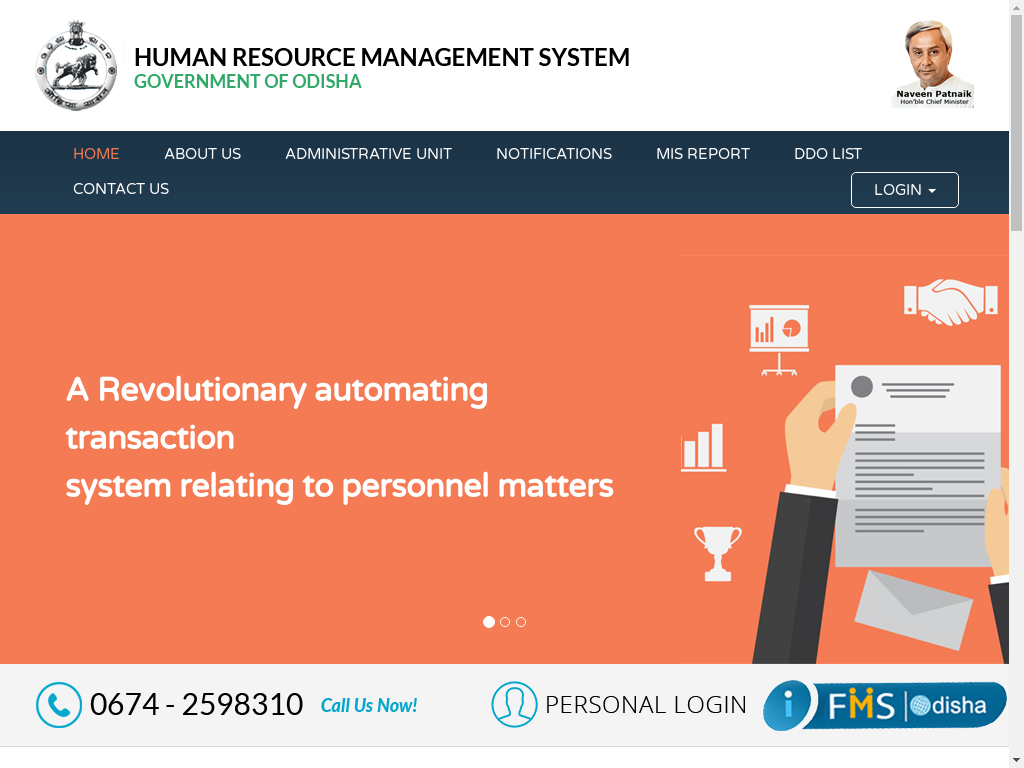 HUMAN RESOURCE MANAGEMENT SYSTEM
GOVERNMENT OF ODISHA
Naveen Patnaik
Hon'ble Chief Minister
HOME ABOUT US ADMINISTRATIVE UNIT NOTIFICATIONS MIS REPORT DDO LIST
CONTACT US LOGIN
A Revolutionary automating
transaction
system relating to personnel matters
0674 - 2598310 Call Us Now! PERSONAL LOGIN i FMS Odisha